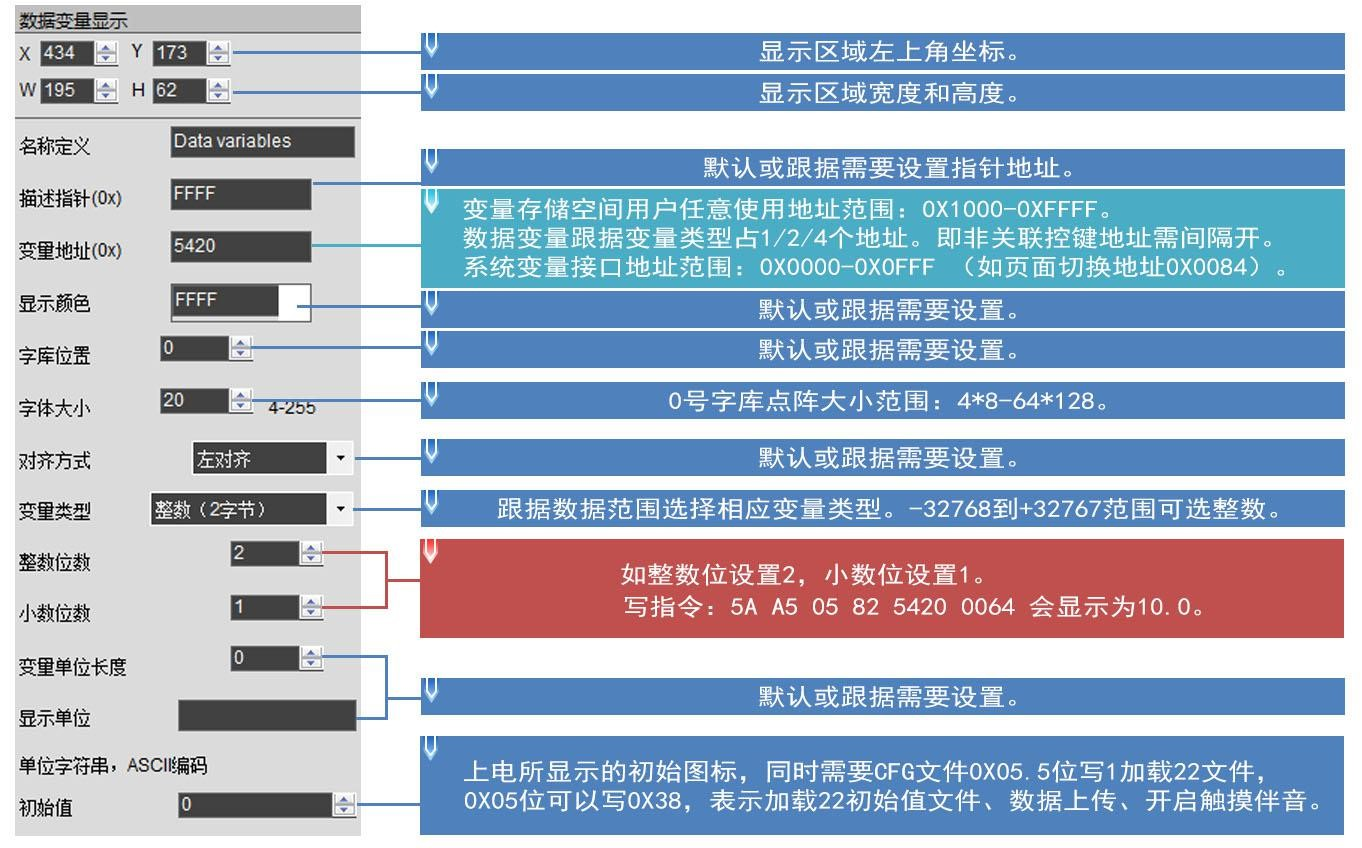 数据变量显示
X 434 Y 173
显示区域左上角坐标。
W 195 H 62
显示区域宽度和高度。
名称定义 Data variables
默认或跟据需要设置指针地址。
描述指针(0x) FFFF
变量存储空间用户任意使用地址范围：0X1000-0XFFFF。
变量地址(0x) 5420
数据变量跟据变量类型占1/2/4个地址。即非关联控键地址需间隔开。
系统变量接口地址范围：0X0000-0X0FFF （如页面切换地址0X0084）。
显示颜色 FFFF
默认或跟据需要设置。
字库位置 0
默认或跟据需要设置。
字体大小 20 4-255
0号字库点阵大小范围：4*8-64*128。
对齐方式 左对齐
默认或跟据需要设置。
变量类型 整数（2字节）
跟据数据范围选择相应变量类型。-32768到+32767范围可选整数。
整数位数 2
如整数位设置2，小数位设置1。
小数位数 1
写指令：5A A5 05 82 5420 0064 会显示为10.0。
变量单位长度 0
默认或跟据需要设置。
显示单位
单位字符串，ASCII编码
上电所显示的初始图标，同时需要CFG文件0X05.5位写1加载22文件，
初始值 0
0X05位可以写0X38，表示加载22初始值文件、数据上传、开启触摸伴音。